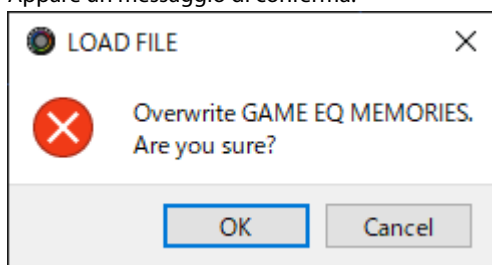 Appare un messaggio di conferma.
LOAD FILE
Overwrite GAME EQ MEMORIES.
Are you sure?
OK
Cancel